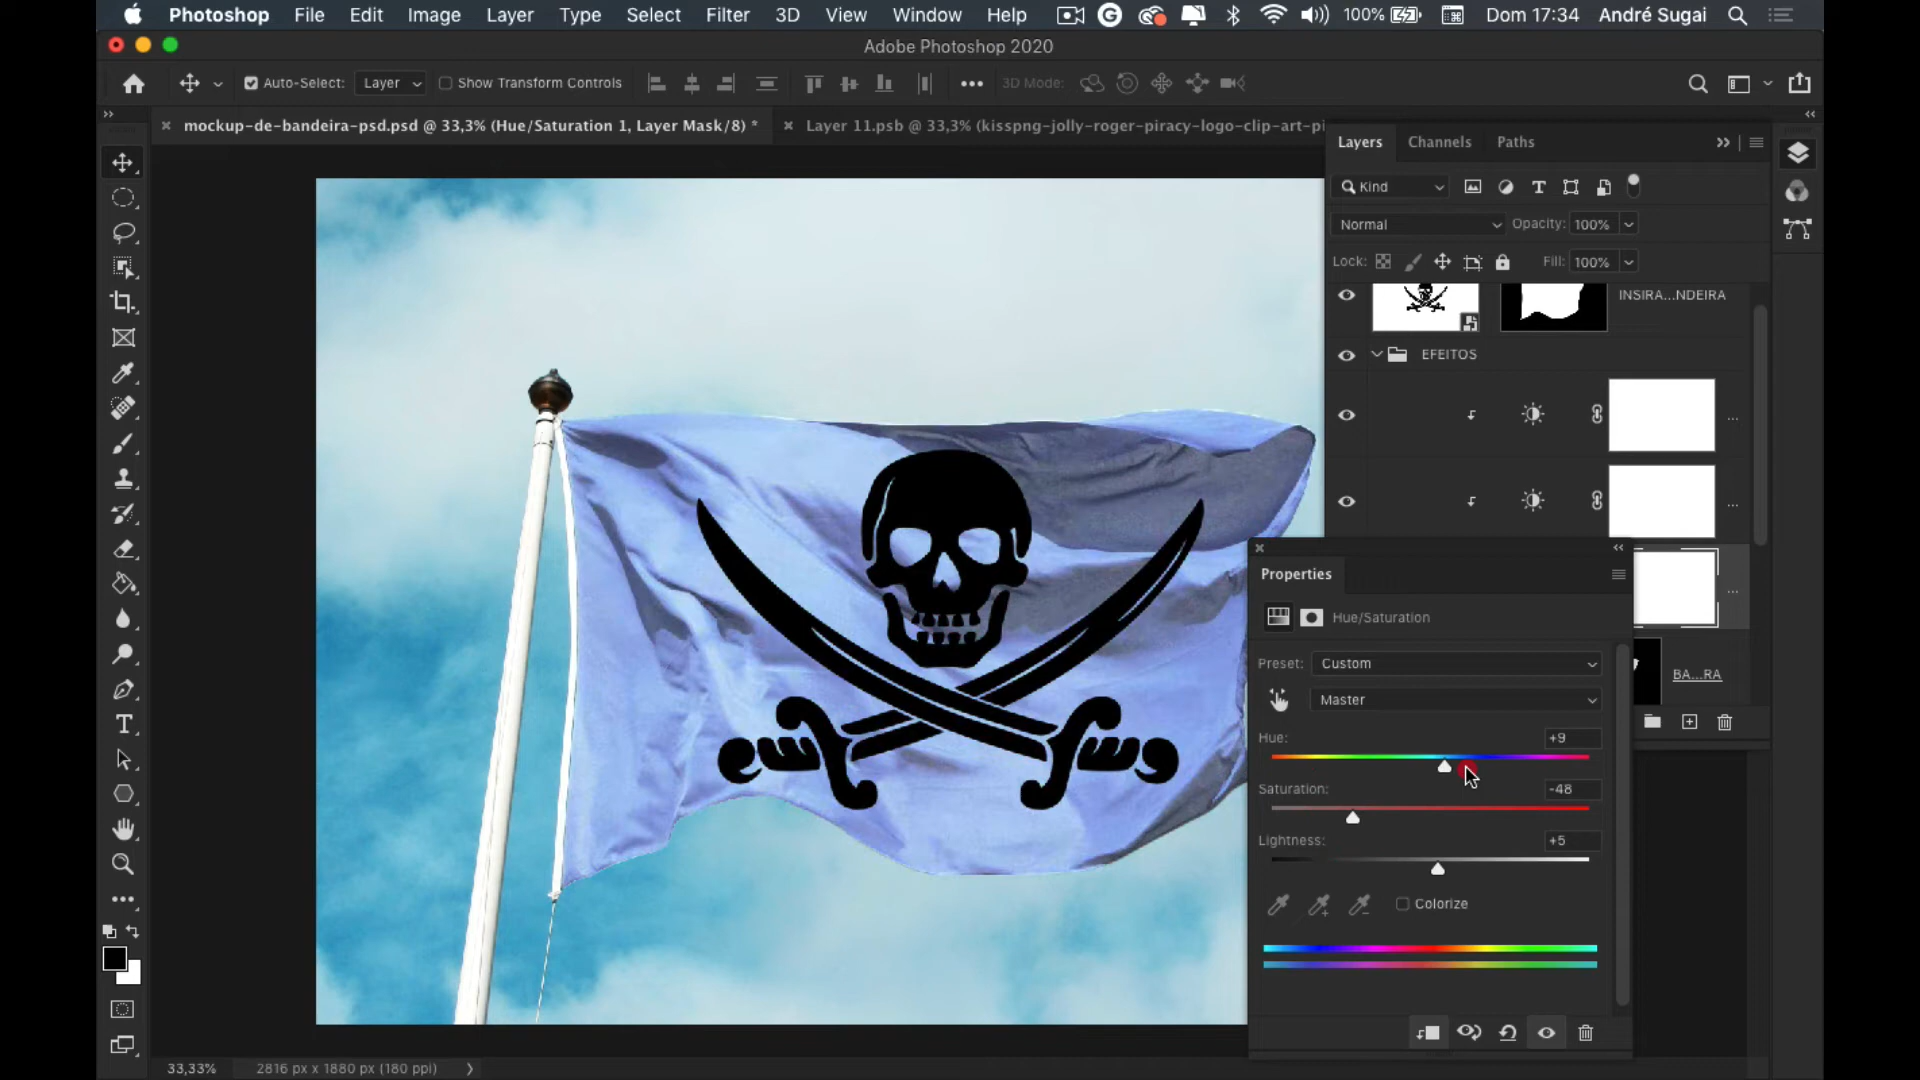 Photoshop File Edit Image Layer Type Select Filter 3D View Window Help 100% Dom 17:34 André Sugai
Adobe Photoshop 2020
Auto-Select: Layer Show Transform Controls 3D Mode:
mockup-de-bandeira-psd.psd @ 33,3% (Hue/Saturation 1, Layer Mask/8) * Layer 11.psb @ 33,3% (kisspng-jolly-roger-piracy-logo-clip-art-pi
Layers Channels Paths
Kind
Normal Opacity: 100%
Lock: Fill: 100%
INSIRA...NDEIRA
EFEITOS
...
...
Properties
...
Hue/Saturation
Preset: Custom
BA...RA
Master
Hue: +9
Saturation: -48
Lightness: +5
Colorize
33,33% 2816 px x 1880 px (180 ppi)